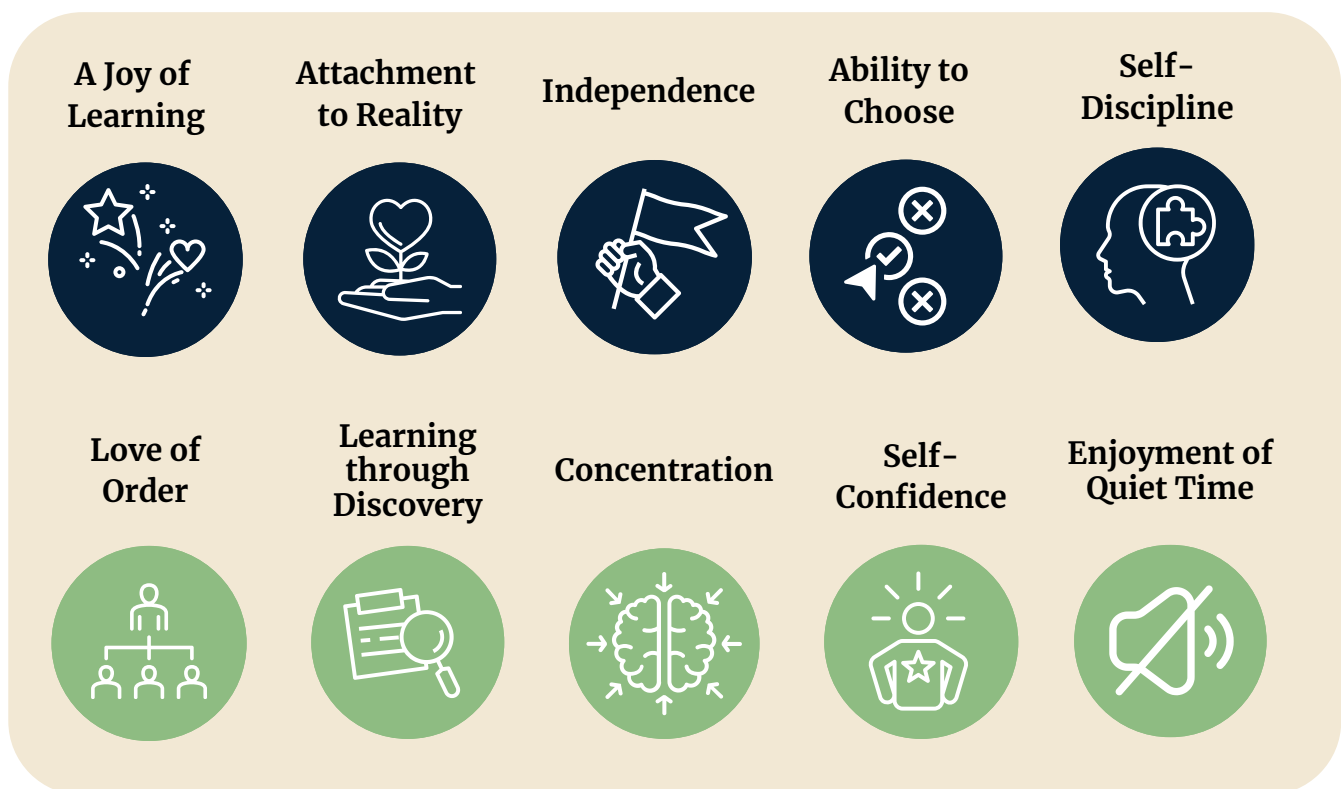 A Joy of
Learning
Attachment
to Reality
Independence
Ability to
Choose
Self-
Discipline
Love of
Order
Learning
through
Discovery
Concentration
Self-
Confidence
Enjoyment of
Quiet Time